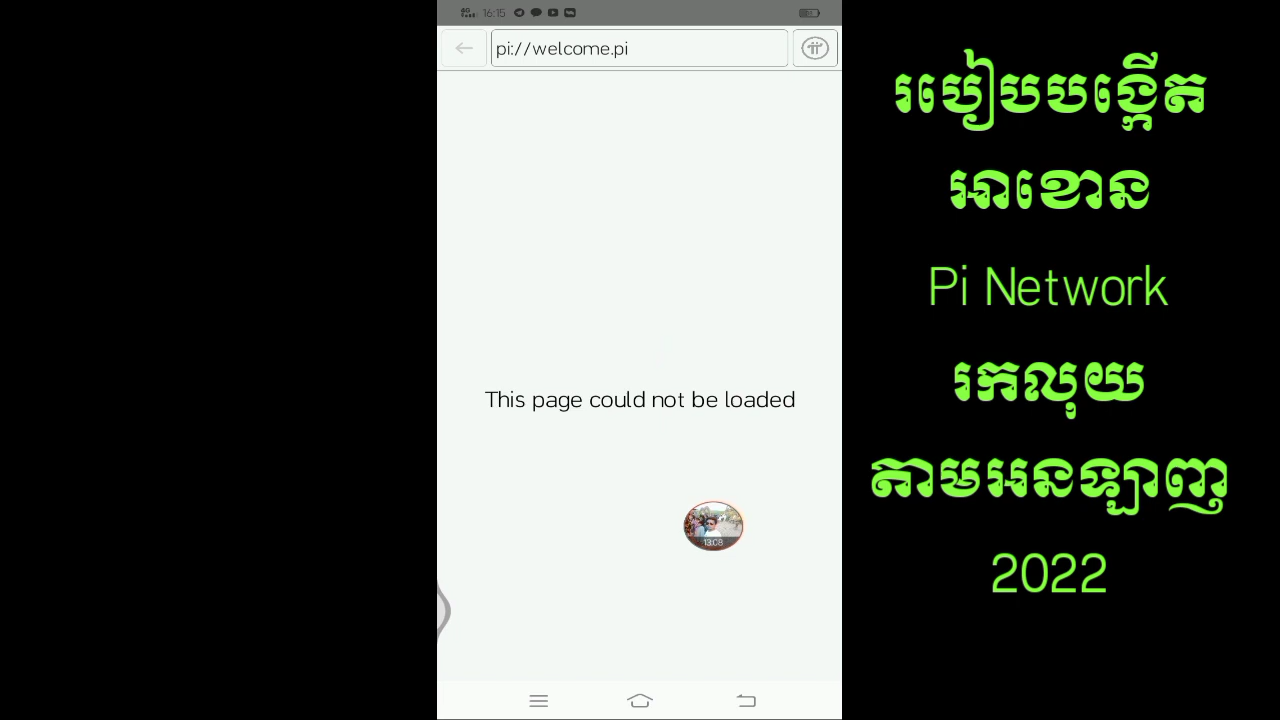 4G 16:15
pi://welcome.pi
This page could not be loaded
13:08
របៀបបង្កើត
អាខោន
Pi Network
រកលុយ
តាមអនឡាញ
2022